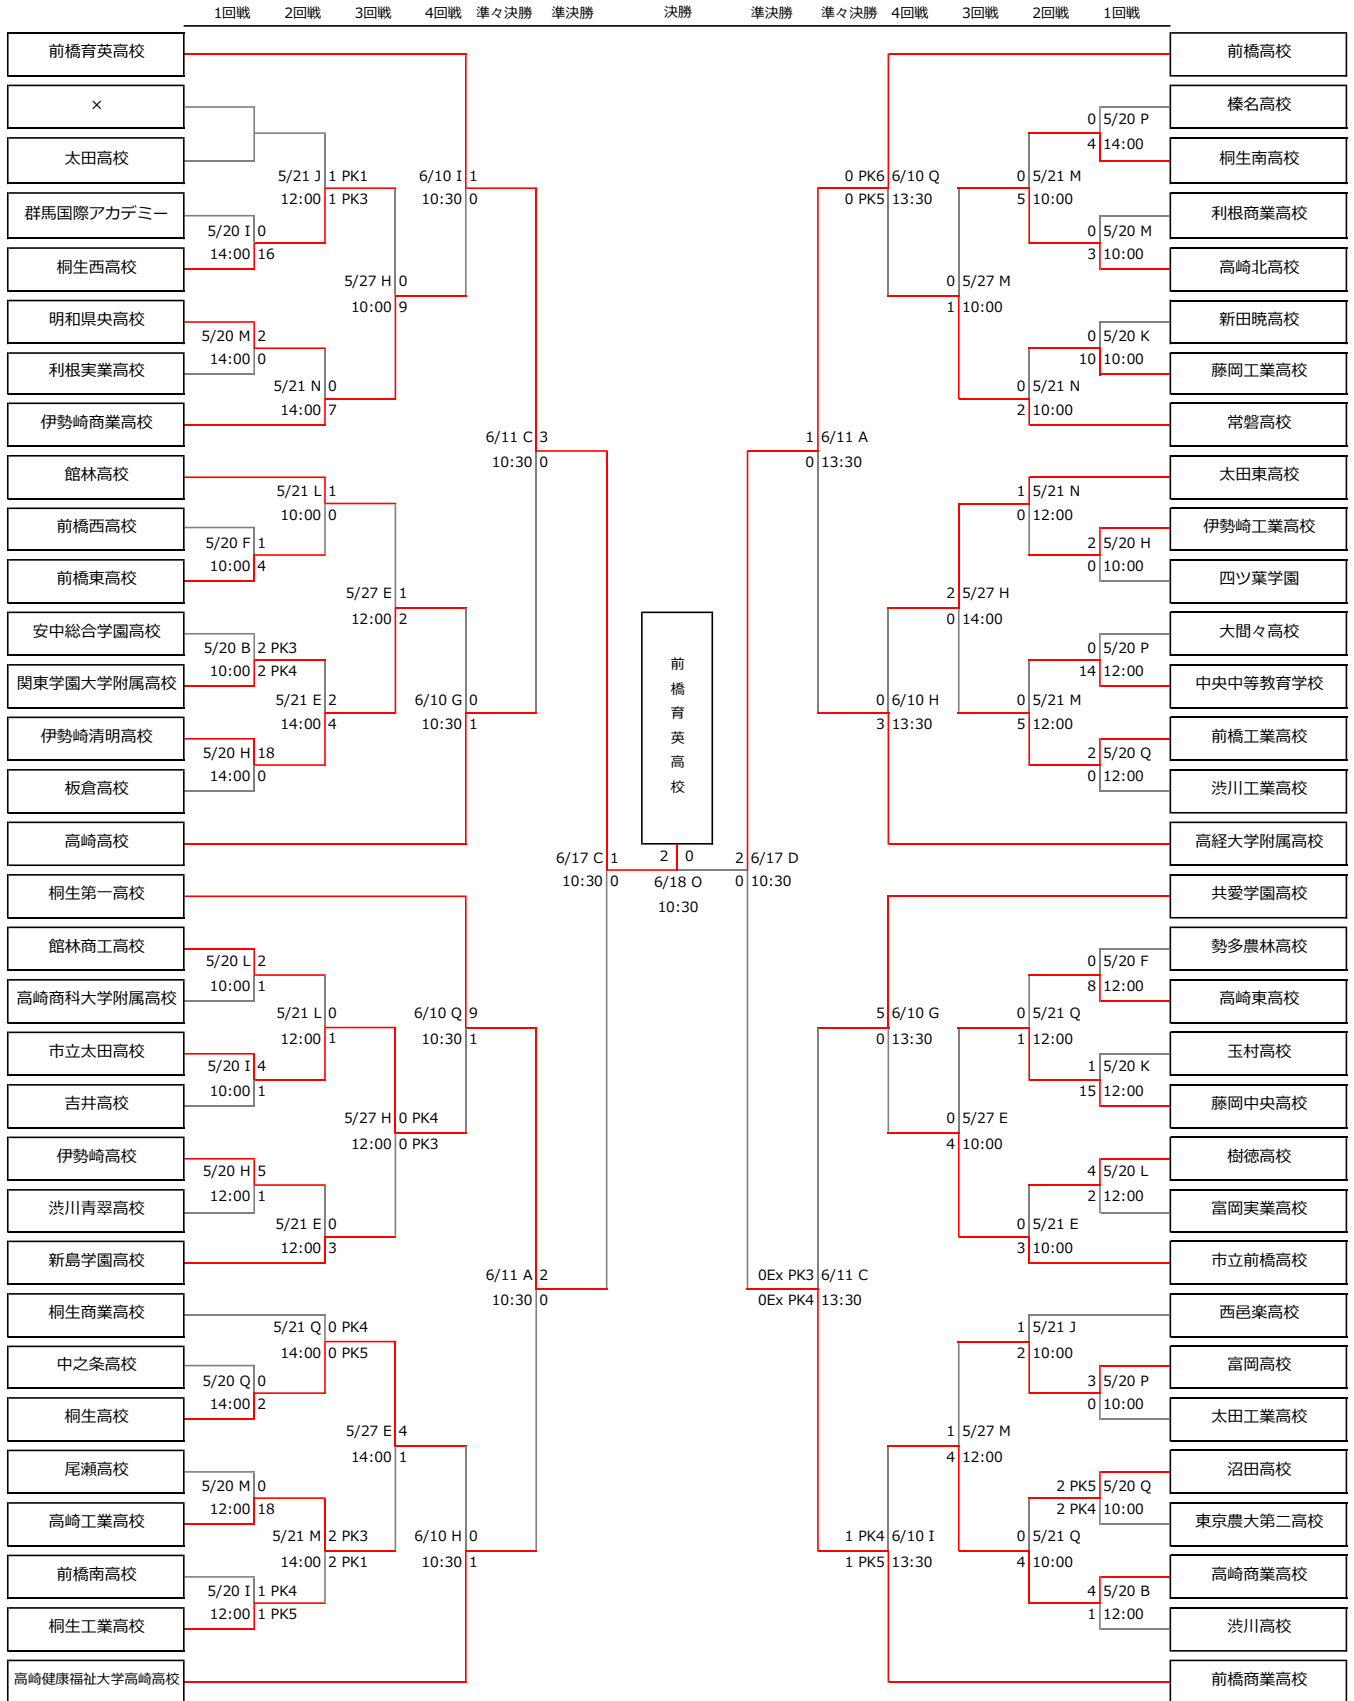 1回戦 2回戦 3回戦 4回戦 準々決勝 準決勝 決勝 準決勝 準々決勝 4回戦 3回戦 2回戦 1回戦
前橋育英高校
×
太田高校
5/21 J 1 PK1
12:00 1 PK3
6/10 I 1
10:30 0
群馬国際アカデミー
5/20 I 0
14:00 16
桐生西高校
5/27 H 0
10:00 9
明和県央高校
5/20 M 2
14:00 0
利根実業高校
5/21 N 0
14:00 7
伊勢崎商業高校
6/11 C 3
10:30 0
館林高校
5/21 L 1
10:00 0
前橋西高校
5/20 F 1
10:00 4
前橋東高校
5/27 E 1
12:00 2
安中総合学園高校
5/20 B 2 PK3
10:00 2 PK4
関東学園大学附属高校
5/21 E 2
14:00 4
6/10 G 0
10:30 1
伊勢崎清明高校
5/20 H 18
14:00 0
板倉高校
高崎高校
6/17 C 1
10:30 0
桐生第一高校
館林商工高校
5/20 L 2
10:00 1
高崎商科大学附属高校
5/21 L 0
12:00 1
6/10 Q 9
10:30 1
市立太田高校
5/20 I 4
10:00 1
吉井高校
5/27 H 0 PK4
12:00 0 PK3
伊勢崎高校
5/20 H 5
12:00 1
渋川青翠高校
5/21 E 0
12:00 3
新島学園高校
6/11 A 2
10:30 0
桐生商業高校
5/21 Q 0 PK4
14:00 0 PK5
中之条高校
5/20 Q 0
14:00 2
桐生高校
5/27 E 4
14:00 1
尾瀬高校
5/20 M 0
12:00 18
高崎工業高校
5/21 M 2 PK3
14:00 2 PK1
6/10 H 0
10:30 1
前橋南高校
5/20 I 1 PK4
12:00 1 PK5
桐生工業高校
高崎健康福祉大学高崎高校
前橋育英高校
2 0
6/18 O
10:30
前橋高校
榛名高校
0 5/20 P
4 14:00
桐生南高校
0 PK6 6/10 Q
0 PK5 13:30
0 5/21 M
5 10:00
利根商業高校
0 5/20 M
3 10:00
高崎北高校
0 5/27 M
1 10:00
新田暁高校
0 5/20 K
10 10:00
藤岡工業高校
0 5/21 N
2 10:00
常磐高校
1 6/11 A
0 13:30
太田東高校
1 5/21 N
0 12:00
伊勢崎工業高校
2 5/20 H
0 10:00
四ツ葉学園
2 5/27 H
0 14:00
大間々高校
0 5/20 P
14 12:00
中央中等教育学校
0 6/10 H
3 13:30
0 5/21 M
5 12:00
前橋工業高校
2 5/20 Q
0 12:00
渋川工業高校
高経大学附属高校
2 6/17 D
0 10:30
共愛学園高校
勢多農林高校
0 5/20 F
8 12:00
高崎東高校
5 6/10 G
0 13:30
0 5/21 Q
1 12:00
玉村高校
1 5/20 K
15 12:00
藤岡中央高校
0 5/27 E
4 10:00
樹徳高校
4 5/20 L
2 12:00
富岡実業高校
0 5/21 E
3 10:00
市立前橋高校
0Ex PK3 6/11 C
0Ex PK4 13:30
西邑楽高校
1 5/21 J
2 10:00
富岡高校
3 5/20 P
0 10:00
太田工業高校
1 5/27 M
4 12:00
沼田高校
2 PK5 5/20 Q
2 PK4 10:00
東京農大第二高校
1 PK4 6/10 I
1 PK5 13:30
0 5/21 Q
4 10:00
高崎商業高校
4 5/20 B
1 12:00
渋川高校
前橋商業高校